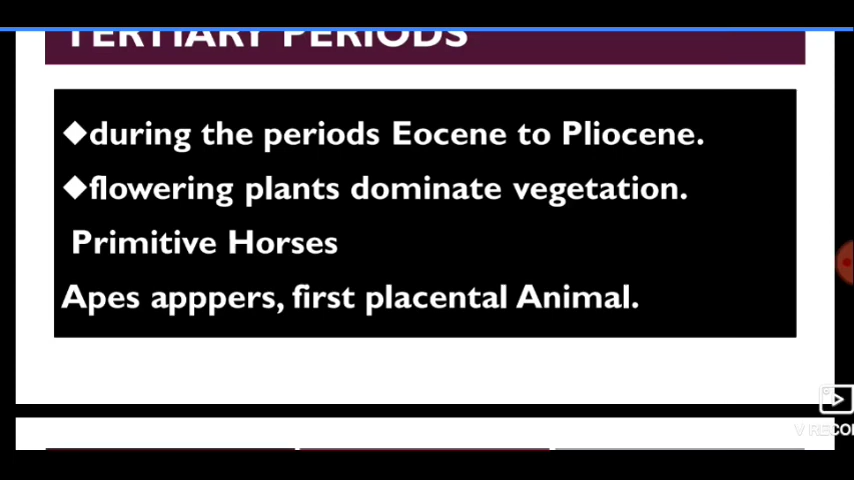 TERTIARY PERIODS
◆during the periods Eocene to Pliocene.
◆flowering plants dominate vegetation.
Primitive Horses
Apes apppers, first placental Animal.
V RECO